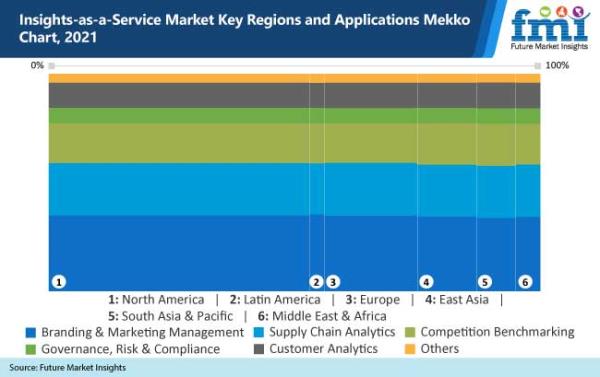 Insights-as-a-Service Market Key Regions and Applications Mekko
Chart, 2021
fmi
Future Market Insights
0%
100%
1
2
3
4
5
6
1: North America | 2: Latin America | 3: Europe | 4: East Asia |
5: South Asia & Pacific | 6: Middle East & Africa
Branding & Marketing Management Supply Chain Analytics Competition Benchmarking
Governance, Risk & Compliance Customer Analytics Others
Source: Future Market Insights